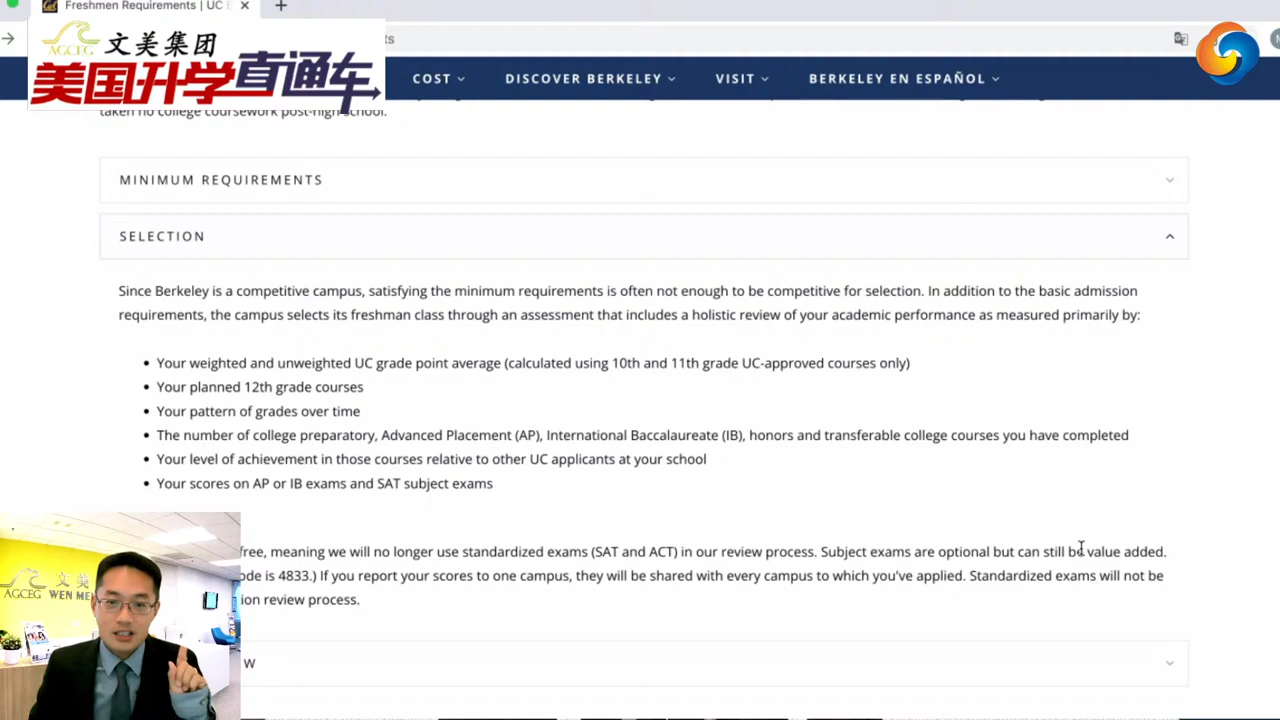 Freshmen Requirements | UC B
AGCEG
文美集团
美国升学直通车
ts
COST
DISCOVER BERKELEY
VISIT
BERKELEY EN ESPAÑOL
taken no college coursework post-high school.
MINIMUM REQUIREMENTS
SELECTION
Since Berkeley is a competitive campus, satisfying the minimum requirements is often not enough to be competitive for selection. In addition to the basic admission
requirements, the campus selects its freshman class through an assessment that includes a holistic review of your academic performance as measured primarily by:
• Your weighted and unweighted UC grade point average (calculated using 10th and 11th grade UC-approved courses only)
• Your planned 12th grade courses
• Your pattern of grades over time
• The number of college preparatory, Advanced Placement (AP), International Baccalaureate (IB), honors and transferable college courses you have completed
• Your level of achievement in those courses relative to other UC applicants at your school
• Your scores on AP or IB exams and SAT subject exams
free, meaning we will no longer use standardized exams (SAT and ACT) in our review process. Subject exams are optional but can still be value added.
ode is 4833.) If you report your scores to one campus, they will be shared with every campus to which you've applied. Standardized exams will not be
ion review process.
文美
AGCEG WEN MEI
W